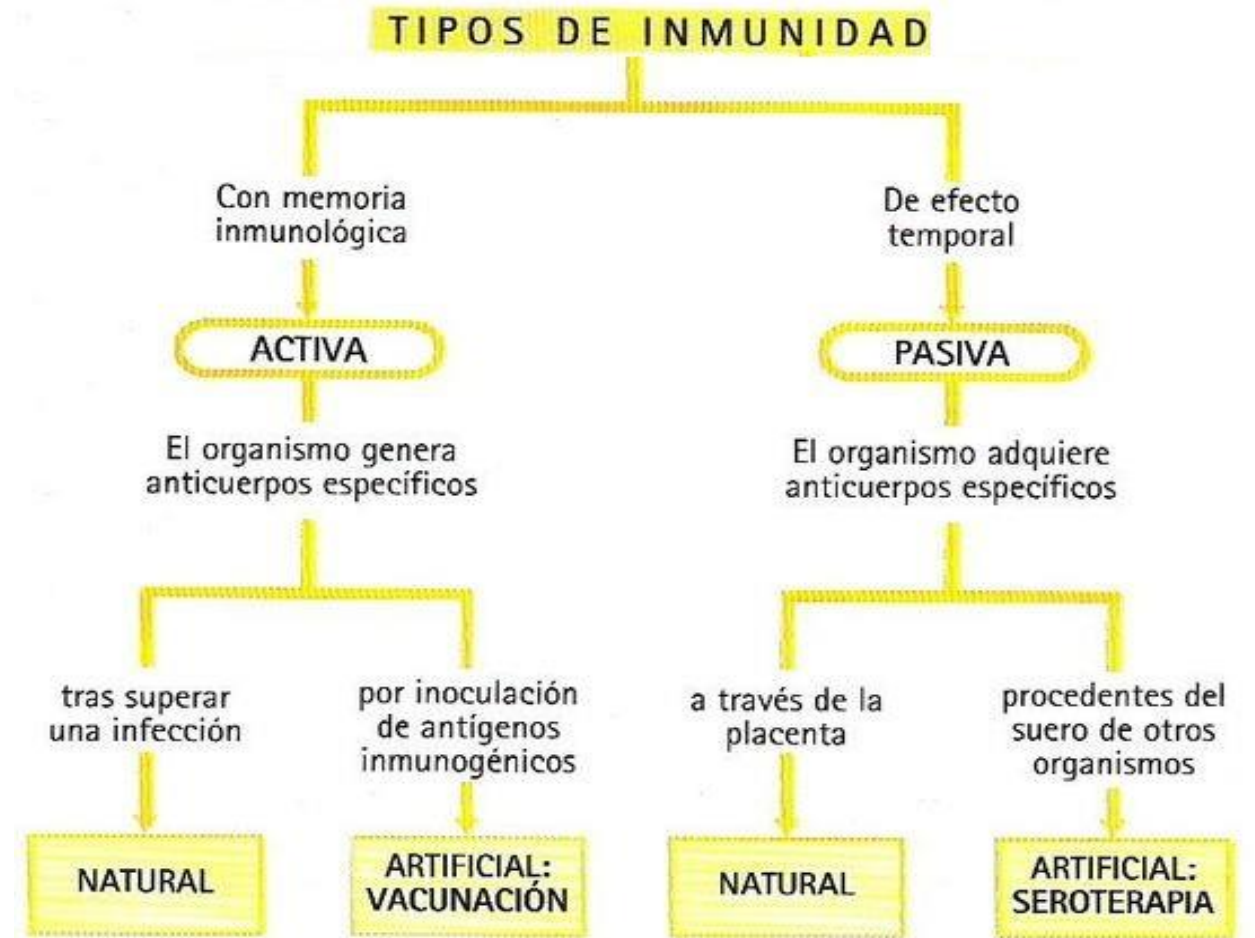 TIPOS DE INMUNIDAD
Con memoria
inmunológica
De efecto
temporal
ACTIVA
PASIVA
El organismo genera
anticuerpos específicos
El organismo adquiere
anticuerpos específicos
tras superar
una infección
por inoculación
de antígenos
inmunogénicos
a través de la
placenta
procedentes del
suero de otros
organismos
NATURAL
ARTIFICIAL:
VACUNACIÓN
NATURAL
ARTIFICIAL:
SEROTERAPIA